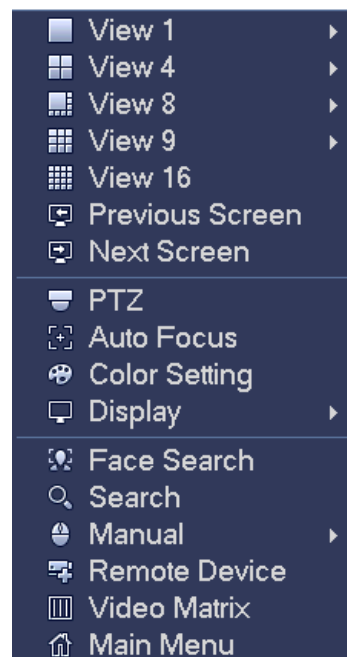 View 1
View 4
View 8
View 9
View 16
Previous Screen
Next Screen
PTZ
Auto Focus
Color Setting
Display
Face Search
Search
Manual
Remote Device
Video Matrix
Main Menu